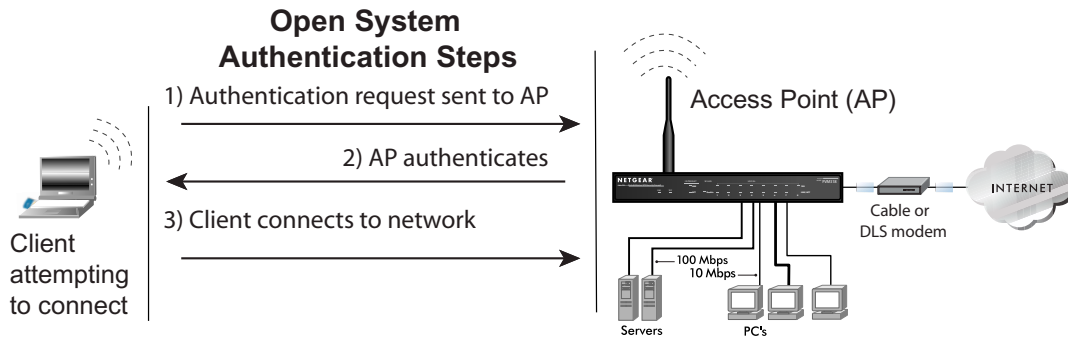 Open System
Authentication Steps
1) Authentication request sent to AP
2) AP authenticates
3) Client connects to network
Client
attempting
to connect
Access Point (AP)
NETGEAR
INTERNET
Cable or
DLS modem
100 Mbps
10 Mbps
Servers
PC's